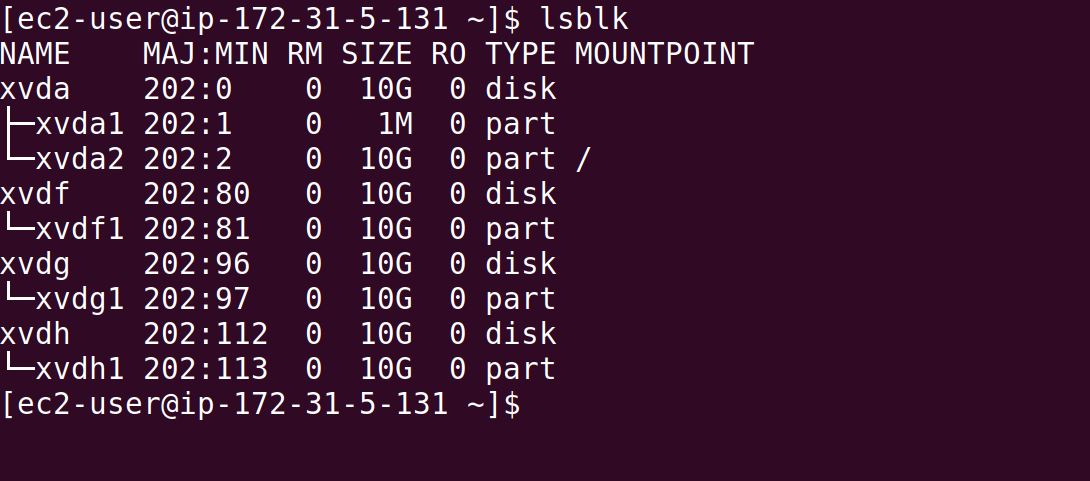 [ec2-user@ip-172-31-5-131 ~]$ lsblk
NAME    MAJ:MIN RM SIZE RO TYPE MOUNTPOINT
xvda    202:0    0  10G  0 disk
├─xvda1 202:1    0   1M  0 part
└─xvda2 202:2    0  10G  0 part /
xvdf    202:80   0  10G  0 disk
└─xvdf1 202:81   0  10G  0 part
xvdg    202:96   0  10G  0 disk
└─xvdg1 202:97   0  10G  0 part
xvdh    202:112  0  10G  0 disk
└─xvdh1 202:113  0  10G  0 part
[ec2-user@ip-172-31-5-131 ~]$